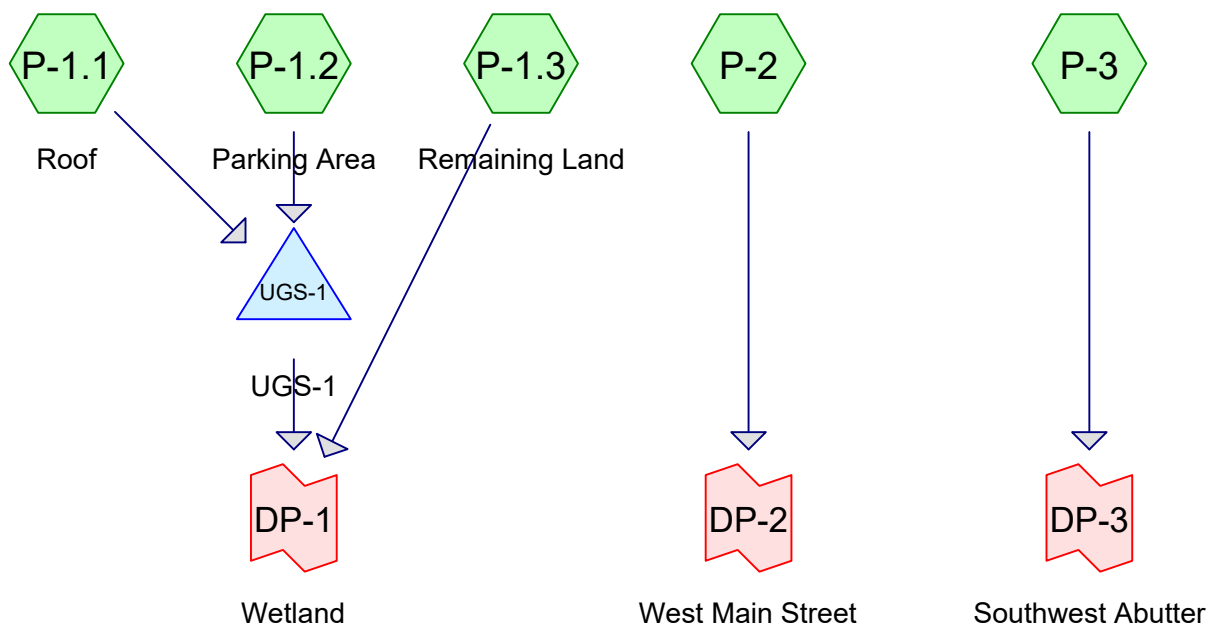 P-1.1
P-1.2
P-1.3
P-2
P-3
Roof
Parking Area
Remaining Land
UGS-1
UGS-1
DP-1
DP-2
DP-3
Wetland
West Main Street
Southwest Abutter